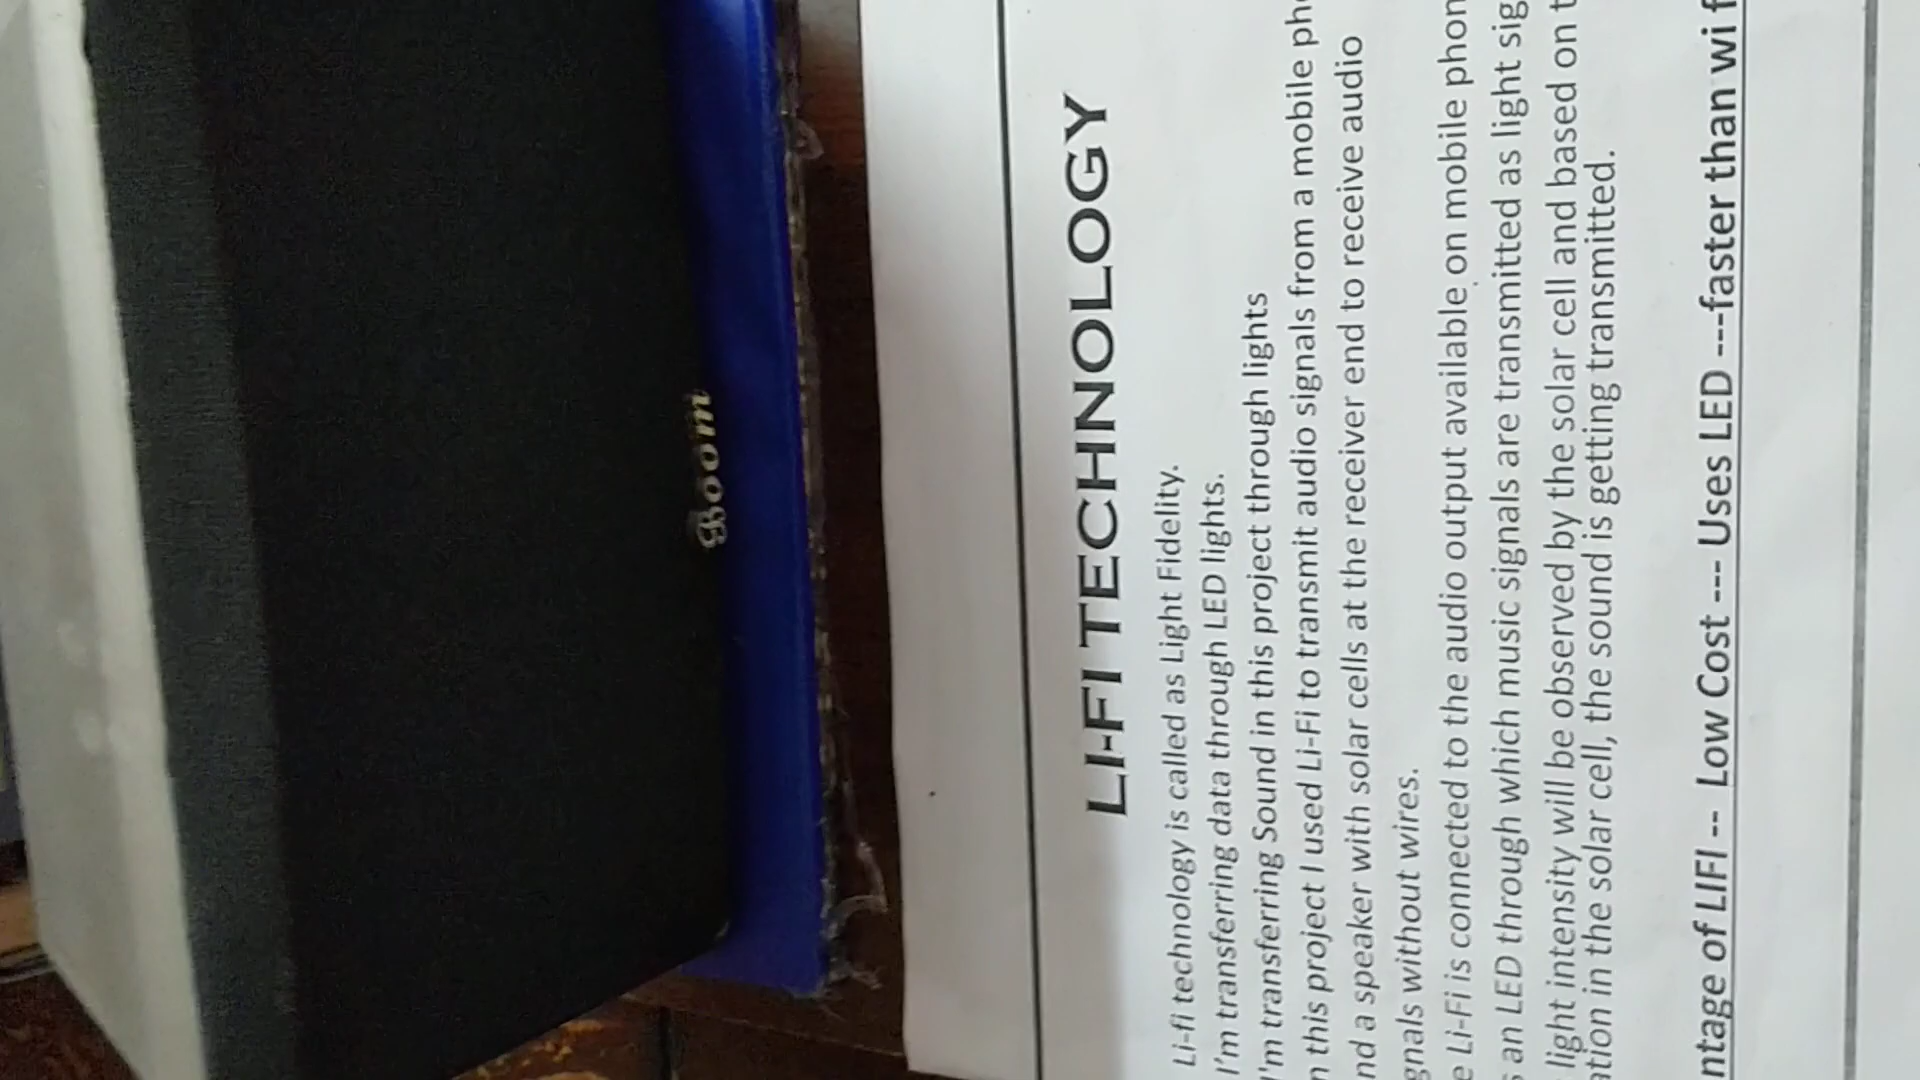 Boom
LI-FI TECHNOLOGY
Li-fi technology is called as Light Fidelity.
I'm transferring data through LED lights.
I'm transferring Sound in this project through lights
this project I used Li-Fi to transmit audio signals from a mobile
a speaker with solar cells at the receiver end to receive audio
without wires.
Li-Fi is connected to the audio output available on mobile
an LED through which music signals are transmitted as light
light intensity will be observed by the solar cell and based on
in the solar cell, the sound is getting transmitted.
of LIFI -- Low Cost --- Uses LED ---faster than wi